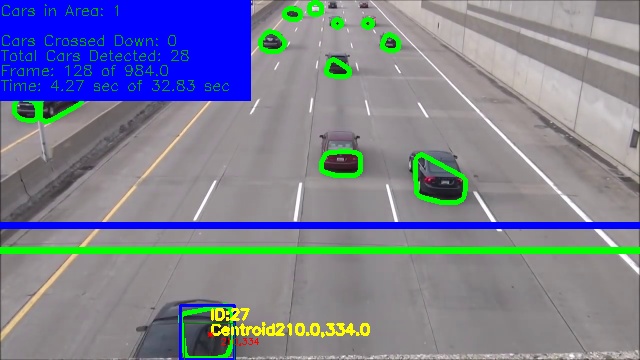 Cars in Area: 1
Cars Crossed Down: 0
Total Cars Detected: 28
Frame: 128 of 984.0
Time: 4.27 sec of 32.83 sec
ID:27
Centroid210.0,334.0